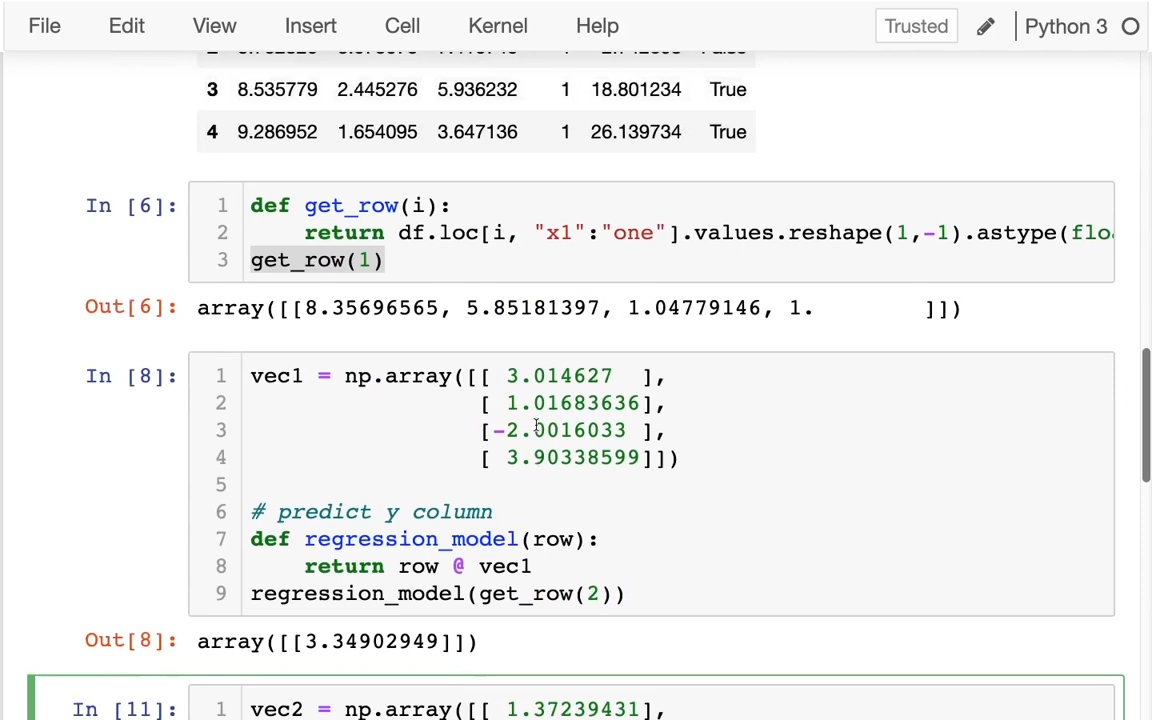 File Edit View Insert Cell Kernel Help Trusted Python 3
3 8.535779 2.445276 5.936232 1 18.801234 True
4 9.286952 1.654095 3.647136 1 26.139734 True
In [6]: 1 def get_row(i):
2 return df.loc[i, "x1":"one"].values.reshape(1,-1).astype(flo
3 get_row(1)
Out[6]: array([[8.35696565, 5.85181397, 1.04779146, 1. ]])
In [8]: 1 vec1 = np.array([[ 3.014627 ],
2 [ 1.01683636],
3 [-2.0016033 ],
4 [ 3.90338599]])
5
6 # predict y column
7 def regression_model(row):
8 return row @ vec1
9 regression_model(get_row(2))
Out[8]: array([[3.34902949]])
In [11]: 1 vec2 = np.array([[ 1.37239431],